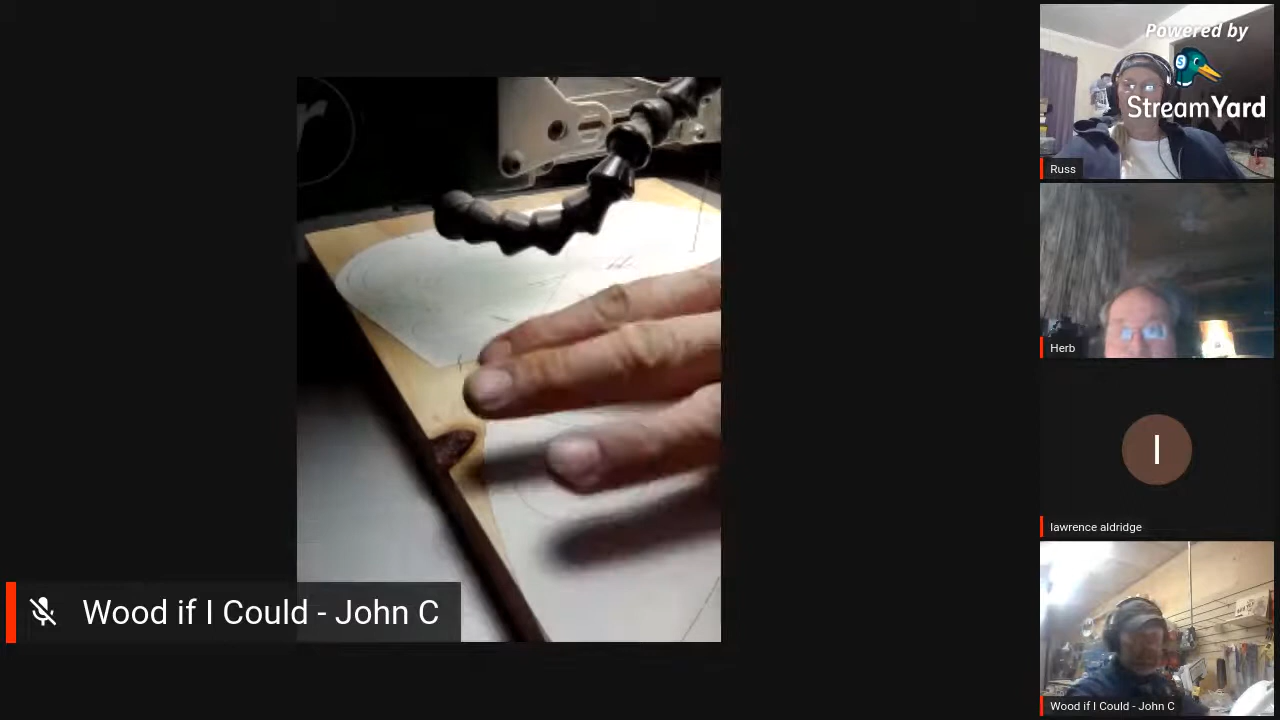 Powered by
StreamYard
Russ
Herb
l
lawrence aldridge
Wood if I Could - John C
Wood if I Could - John C